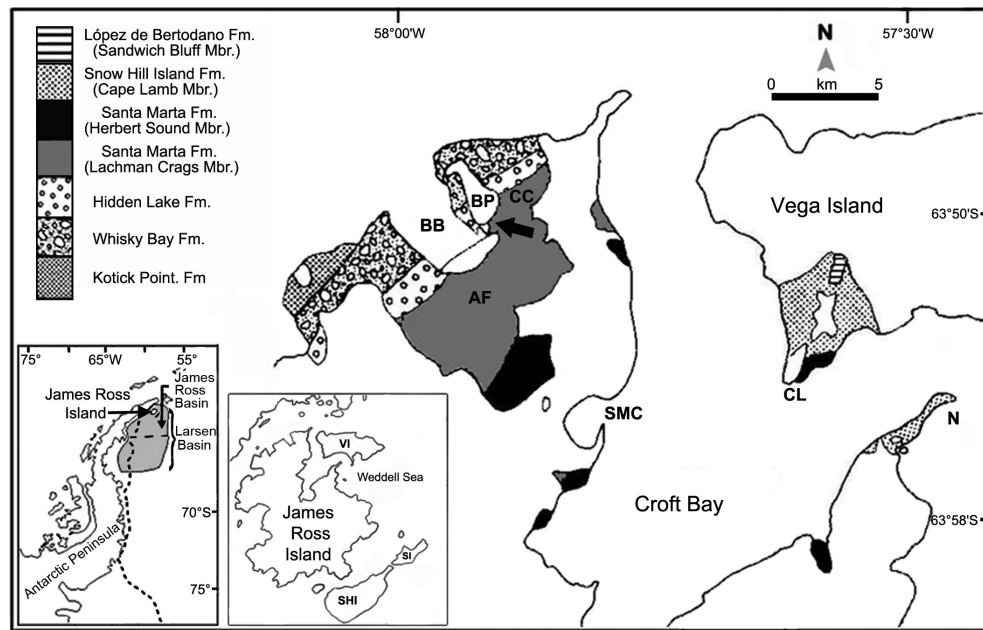 58°00'W
57°30'W
López de Bertodano Fm.
(Sandwich Bluff Mbr.)
Snow Hill Island Fm.
(Cape Lamb Mbr.)
Santa Marta Fm.
(Herbert Sound Mbr.)
Santa Marta Fm.
(Lachman Crags Mbr.)
Hidden Lake Fm.
Whisky Bay Fm.
Kotick Point. Fm
N
0 km 5
BP
CC
BB
AF
Vega Island
63°50'S
CL
SMC
N
Croft Bay
63°58'S
75°
65°W
55°
James Ross
Island
James
Ross
Basin
Larsen
Basin
70°S
75°
Antarctic Peninsula
VI
Weddell Sea
James
Ross
Island
SI
SHI